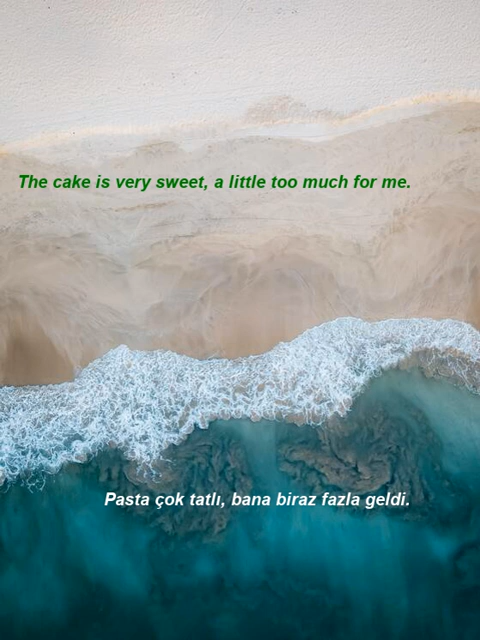 The cake is very sweet, a little too much for me.
Pasta çok tatlı, bana biraz fazla geldi.